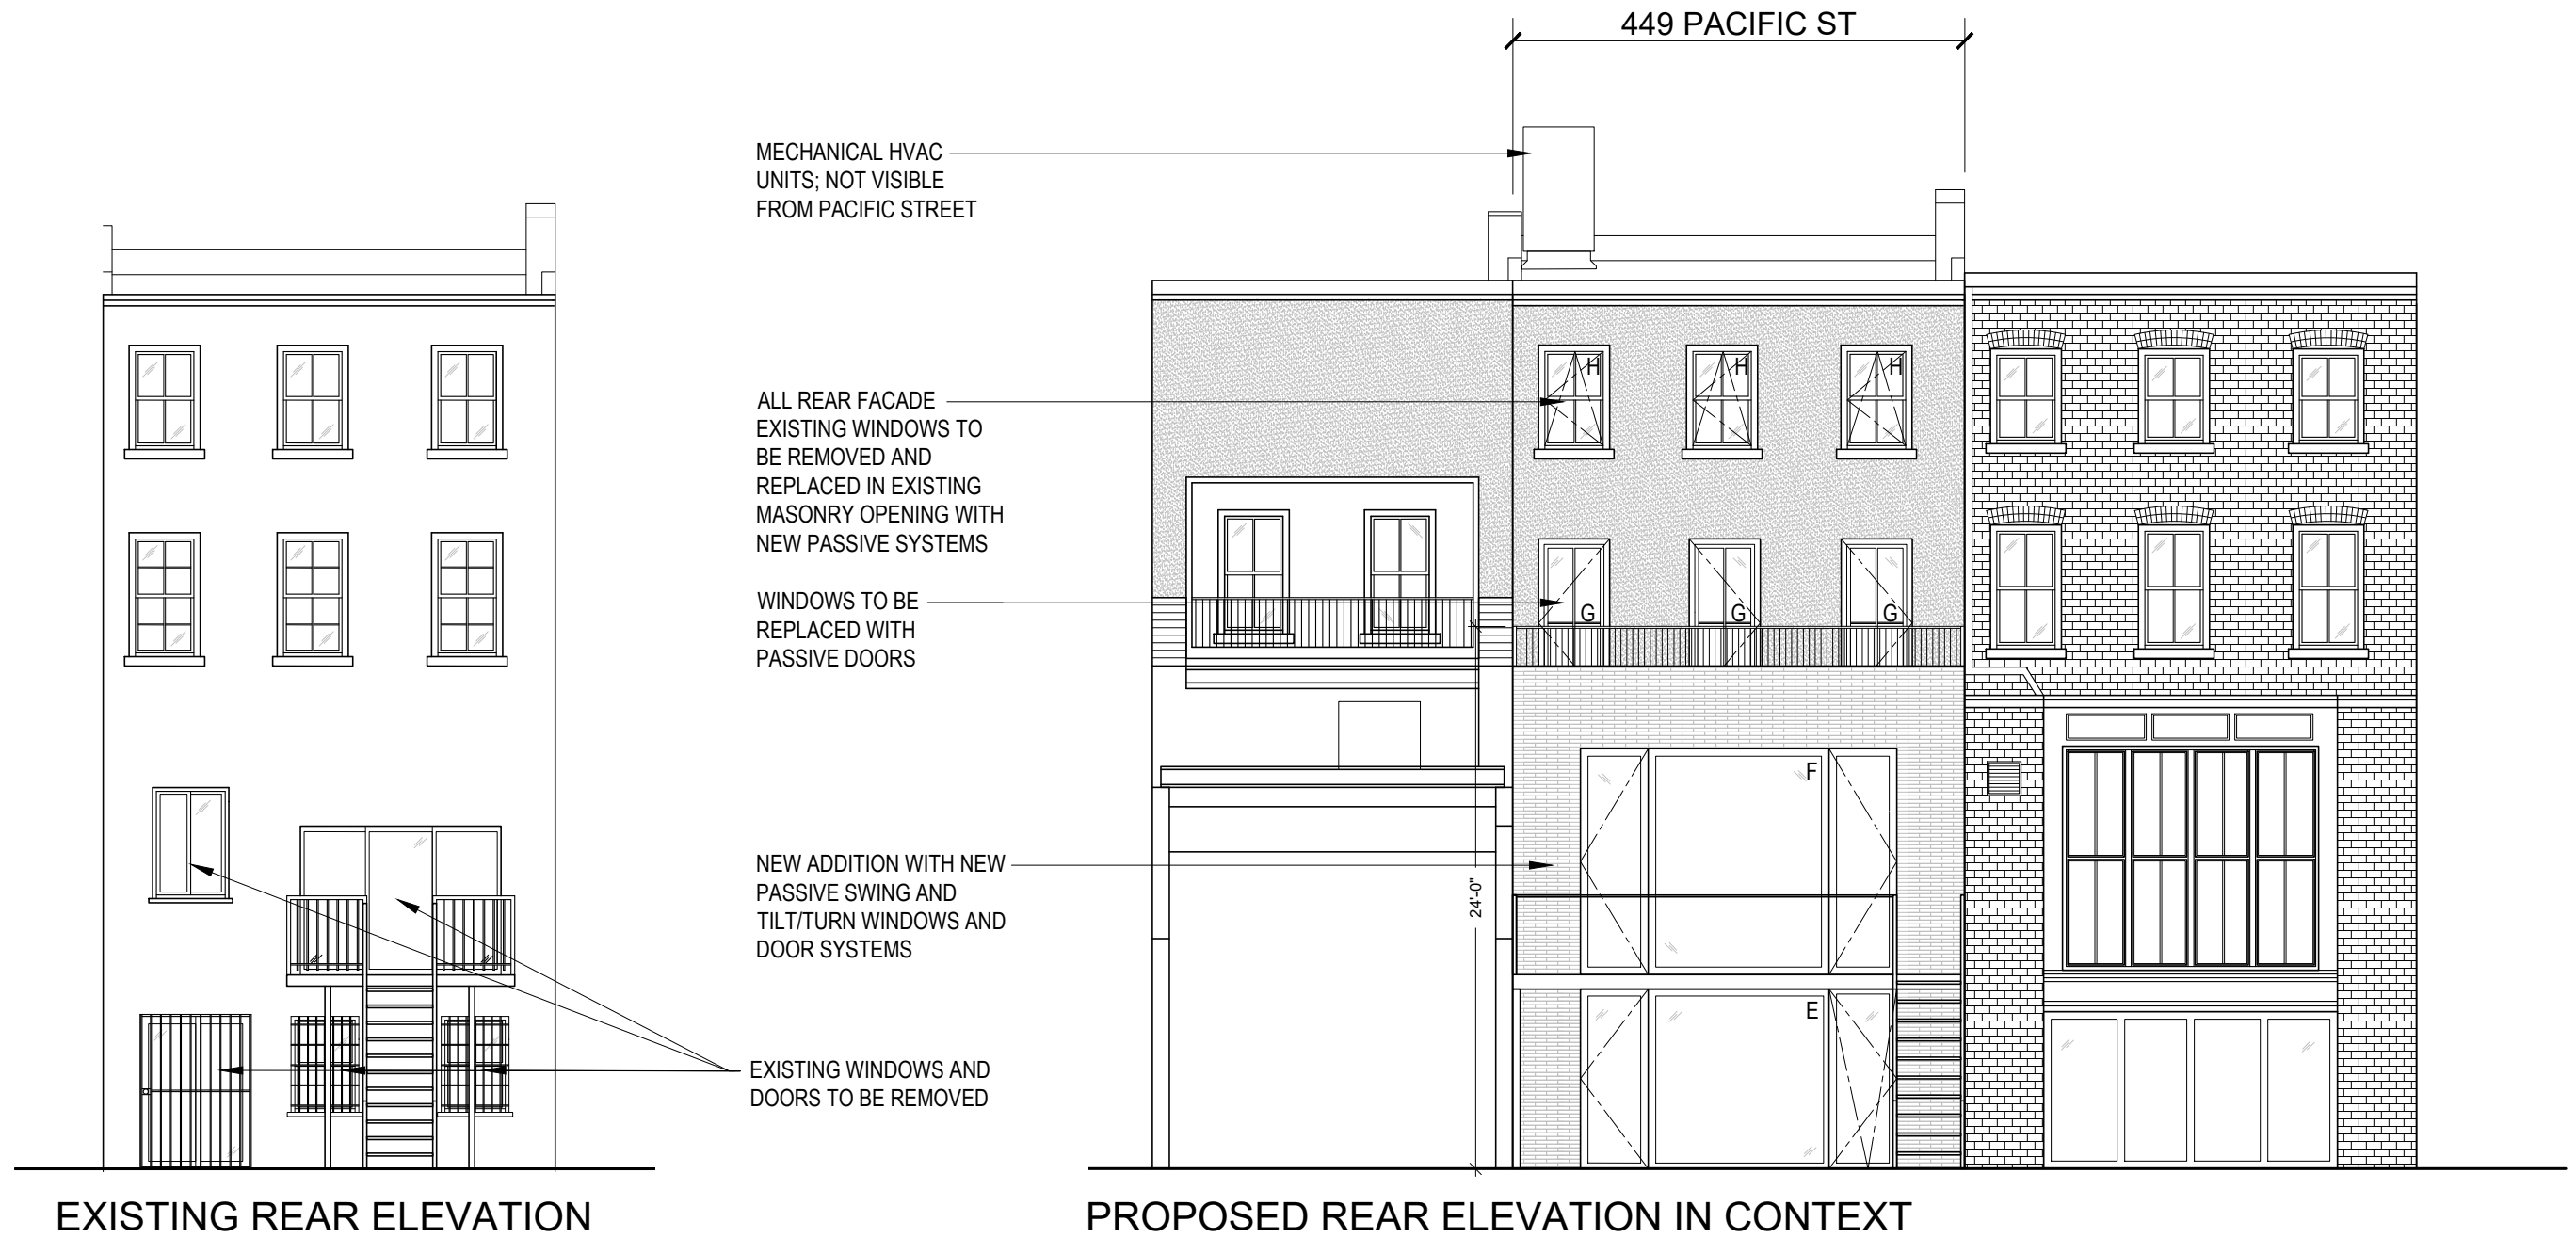 449 PACIFIC ST
MECHANICAL HVAC
UNITS; NOT VISIBLE
FROM PACIFIC STREET
ALL REAR FACADE
EXISTING WINDOWS TO
BE REMOVED AND
REPLACED IN EXISTING
MASONRY OPENING WITH
NEW PASSIVE SYSTEMS
H
H
H
WINDOWS TO BE
REPLACED WITH
PASSIVE DOORS
G
G
G
NEW ADDITION WITH NEW
PASSIVE SWING AND
TILT/TURN WINDOWS AND
DOOR SYSTEMS
F
24'-0"
E
EXISTING WINDOWS AND
DOORS TO BE REMOVED
EXISTING REAR ELEVATION
PROPOSED REAR ELEVATION IN CONTEXT